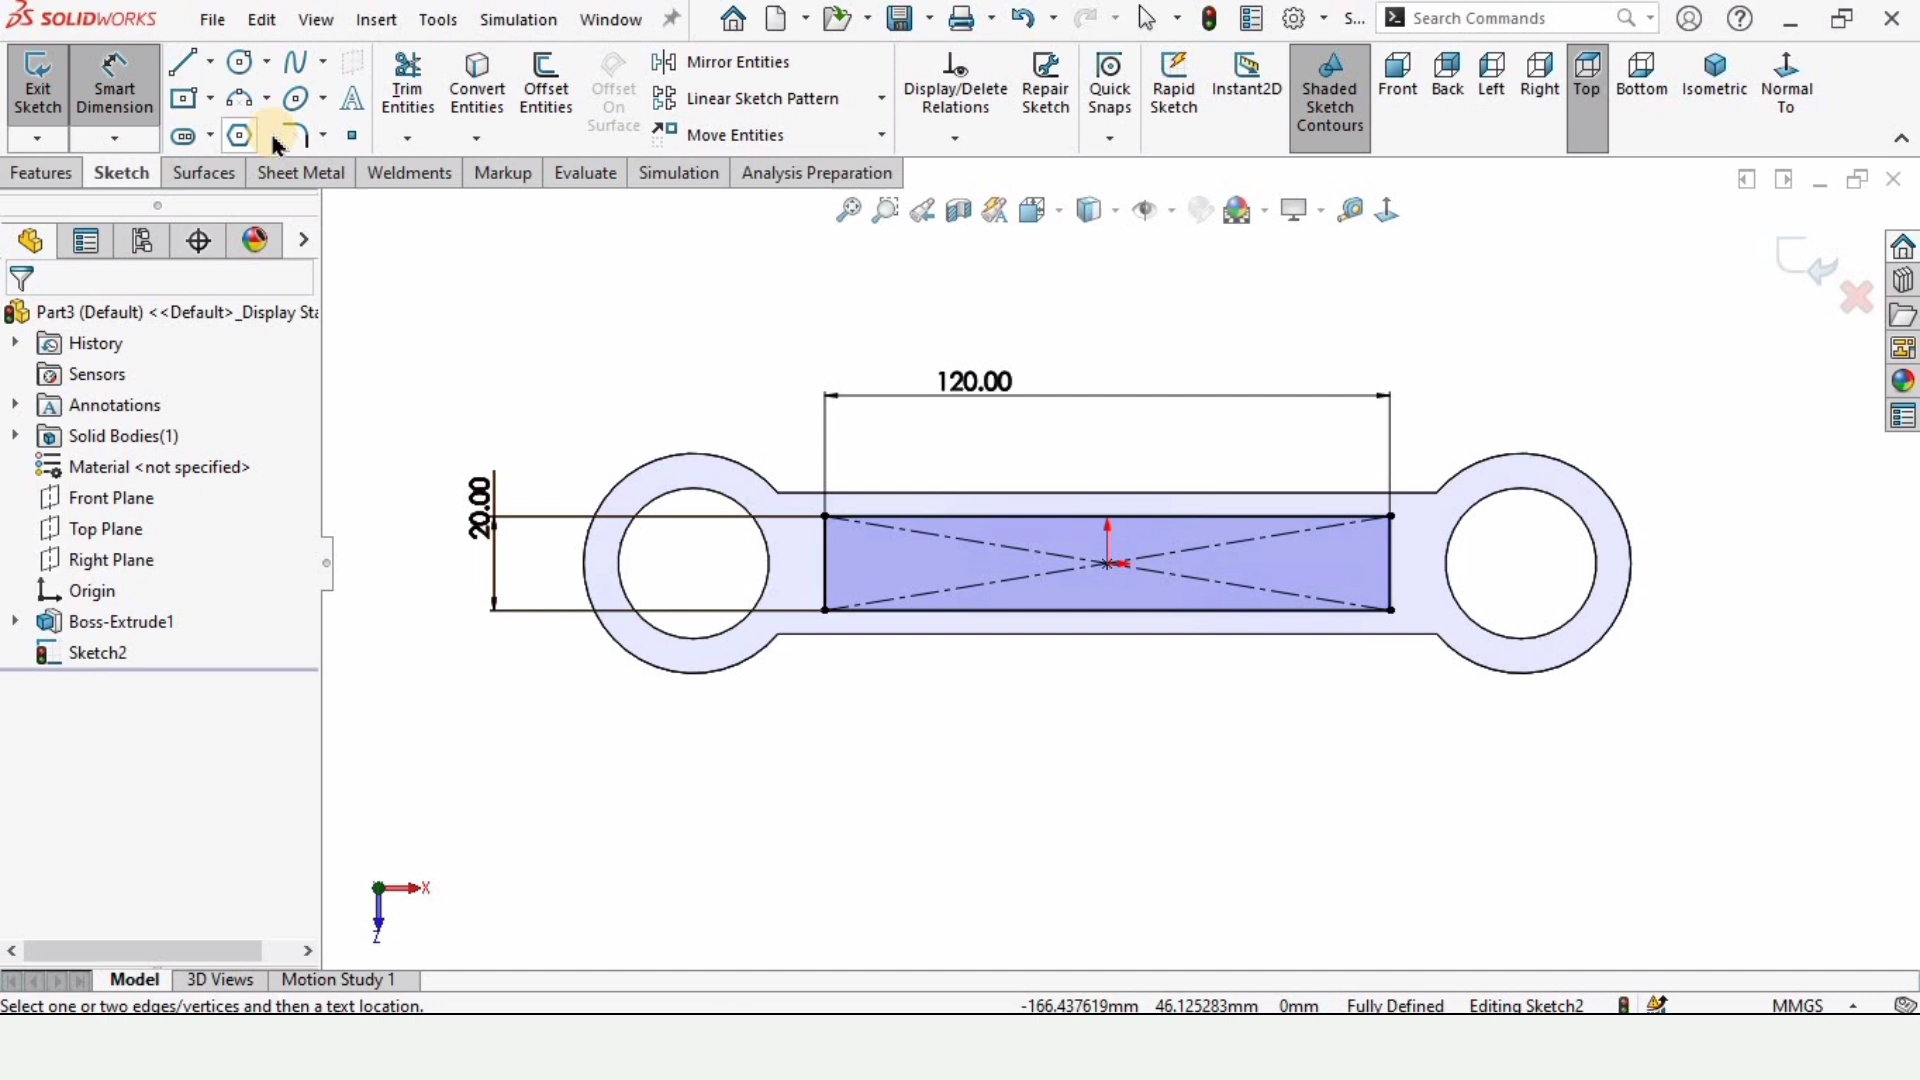 SOLIDWORKS File Edit View Insert Tools Simulation Window S... Search Commands
Exit Sketch
Smart Dimension
Trim Entities
Convert Entities
Offset Entities
Offset On Surface
Mirror Entities
Linear Sketch Pattern
Move Entities
Display/Delete Relations
Repair Sketch
Quick Snaps
Rapid Sketch
Instant2D
Shaded Sketch Contours
Front Back Left Right Top Bottom Isometric
Normal To
Features Sketch Surfaces Sheet Metal Weldments Markup Evaluate Simulation Analysis Preparation
Part3 (Default) <<Default>_Display Sta
History
Sensors
Annotations
Solid Bodies(1)
Material <not specified>
Front Plane
Top Plane
Right Plane
Origin
Boss-Extrude1
Sketch2
120.00
20.00
X
Z
Model 3D Views Motion Study 1
Select one or two edges/vertices and then a text location. -166.437619mm 46.125283mm 0mm Fully Defined Editing Sketch2 MMGS